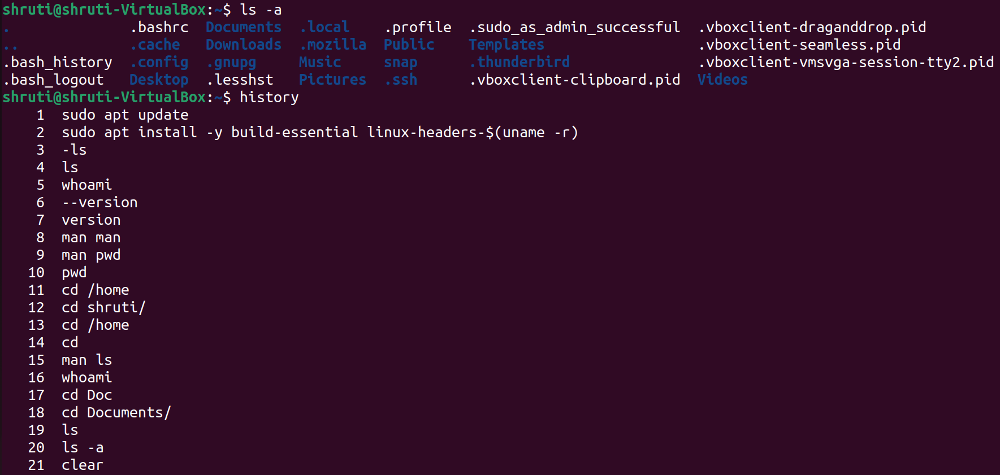 shruti@shruti-VirtualBox:~$ ls -a
.               .bashrc  Documents  .local    .profile  .sudo_as_admin_successful  .vboxclient-draganddrop.pid
..              .cache   Downloads  .mozilla  Public    Templates                  .vboxclient-seamless.pid
.bash_history  .config  .gnupg     Music     snap      .thunderbird               .vboxclient-vmsvga-session-tty2.pid
.bash_logout   Desktop  .lesshst   Pictures  .ssh      .vboxclient-clipboard.pid  Videos
shruti@shruti-VirtualBox:~$ history
    1  sudo apt update
    2  sudo apt install -y build-essential linux-headers-$(uname -r)
    3  -ls
    4  ls
    5  whoami
    6  --version
    7  version
    8  man man
    9  man pwd
   10  pwd
   11  cd /home
   12  cd shruti/
   13  cd /home
   14  cd
   15  man ls
   16  whoami
   17  cd Doc
   18  cd Documents/
   19  ls
   20  ls -a
   21  clear